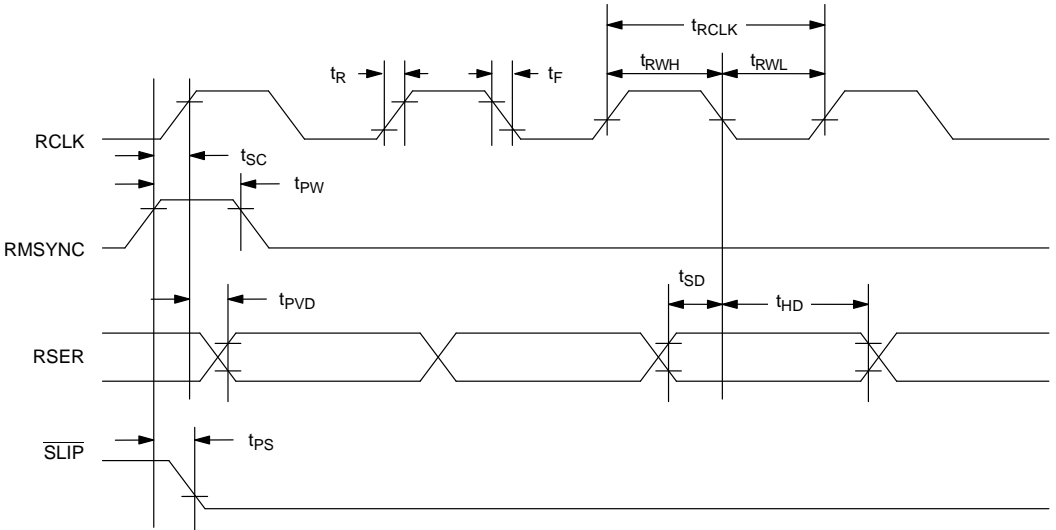 tRCLK
tR
tF
tRWH
tRWL
RCLK
tSC
tPW
RMSYNC
tSD
tPVD
tHD
RSER
tPS
SLIP